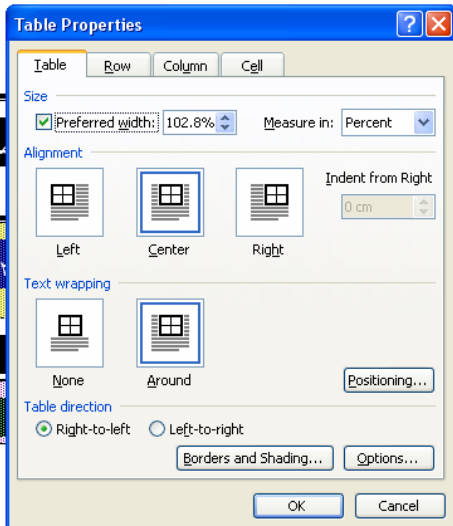 Table Properties
Table Row Column Cell
Size
Preferred width: 102.8% Measure in: Percent
Alignment
Indent from Right
0 cm
Left Center Right
Text wrapping
None Around Positioning...
Table direction
Right-to-left Left-to-right
Borders and Shading... Options...
OK Cancel